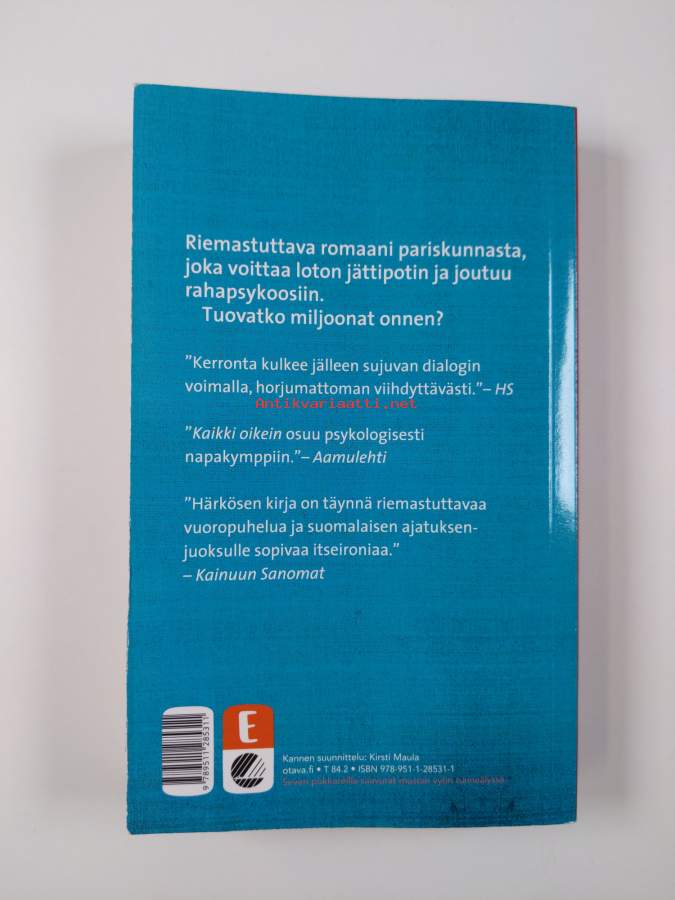 Riemastuttava romaani pariskunnasta,
joka voittaa loton jättipotin ja joutuu
rahapsykoosiin.
Tuovatko miljoonat onnen?
"Kerronta kulkee jälleen sujuvan dialogin
voimalla, horjumattoman viihdyttävästi." – HS
Antikvariaatti.net
"Kaikki oikein osuu psykologisesti
napakymppiin." – Aamulehti
"Härkösen kirja on täynnä riemastuttavaa
vuoropuhelua ja suomalaisen ajatuksen-
juoksulle sopivaa itseironiaa."
– Kainuun Sanomat
9 789511 285311
E
Kannen suunnittelu: Kirsti Maula
otava.fi • T 84.2 • ISBN 978-951-1-28531-1